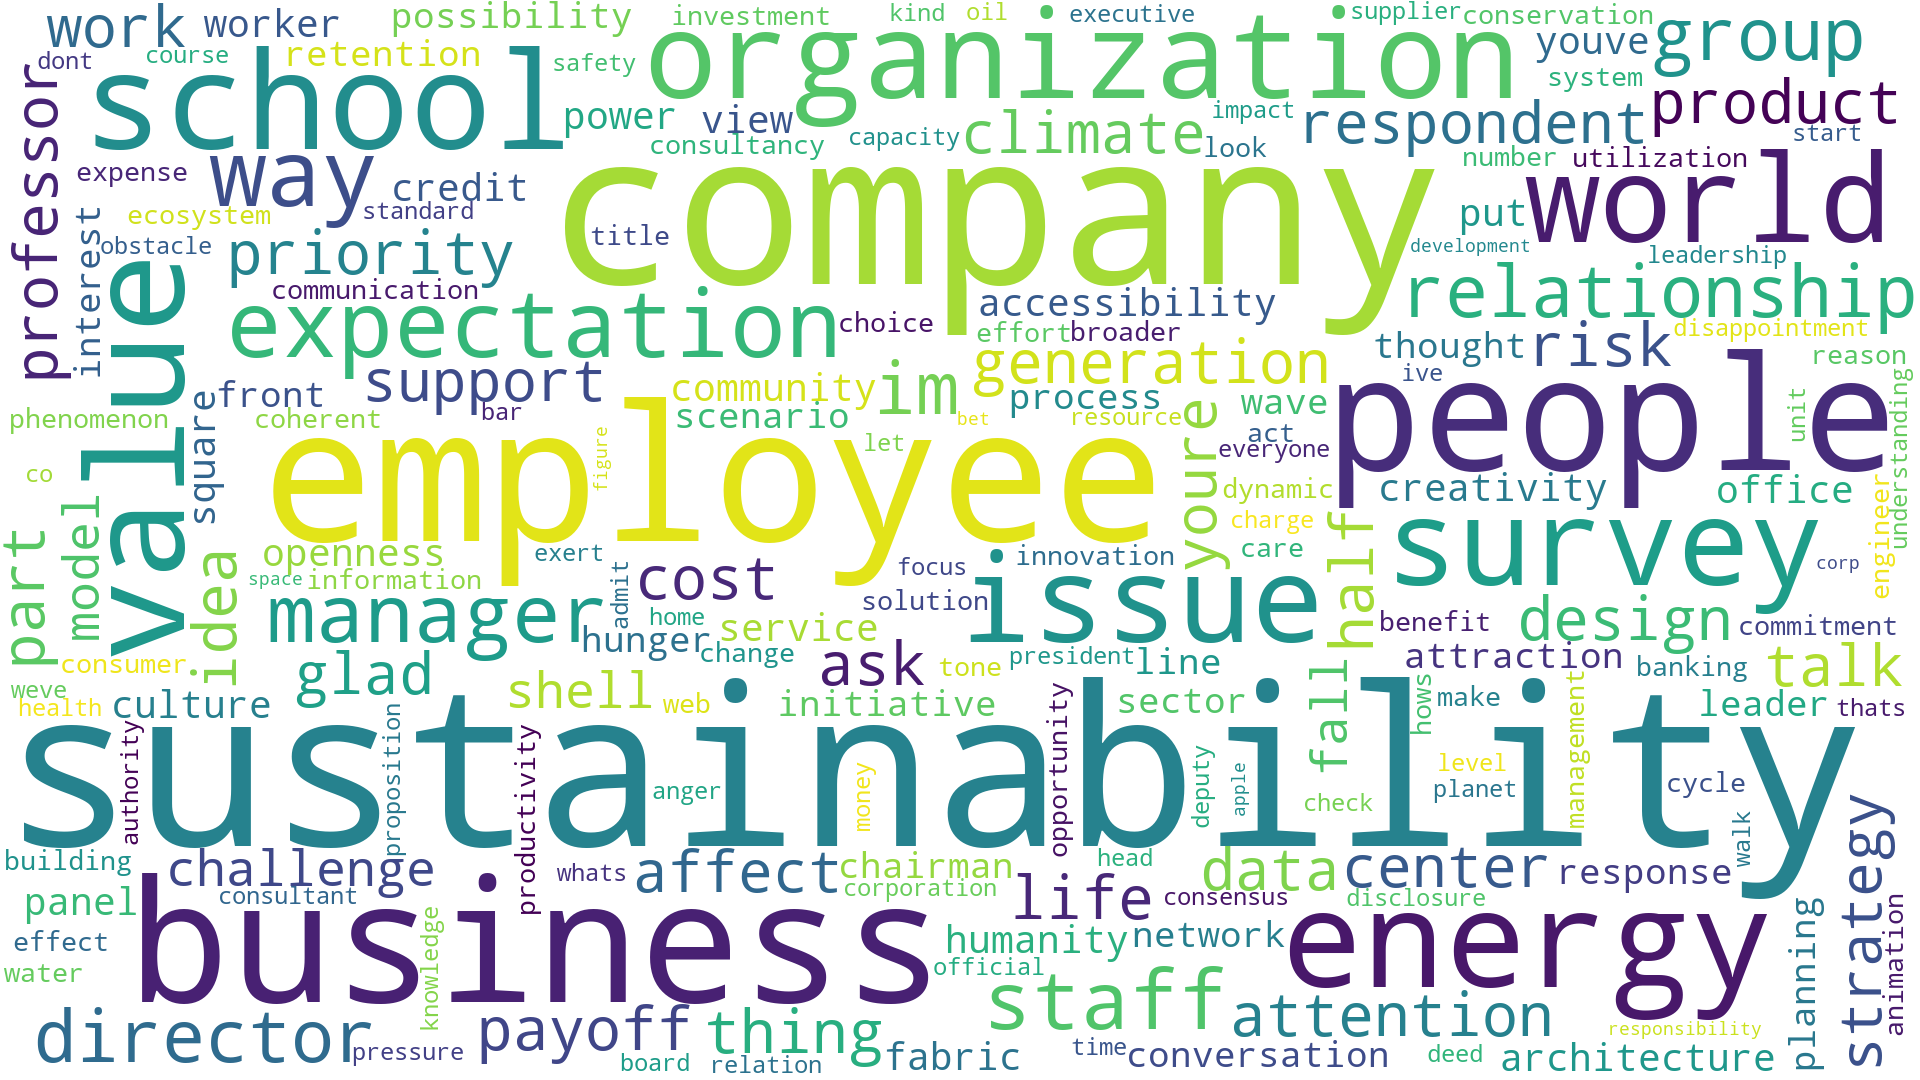 work
worker
possibility
investment
kind
oil
executive
supplier
conservation
dont
course
retention
safety
school
organization
youve
group
system
professor
power
view
consultancy
capacity
climate
impact
look
respondent
product
start
number
utilization
expense
way
credit
standard
company
title
world
put
development
leadership
ecosystem
obstacle
interest
priority
communication
expectation
choice
accessibility
effort
broader
relationship
disappointment
value
front
support
community
im
generation
thought
risk
ive
reason
phenomenon
square
coherent
bar
scenario
let
bet
process
resource
wave
act
everyone
people
unit
understanding
co
employee
figure
youre
dynamic
charge
care
creativity
office
engineer
part
model
idea
openness
space
information
exert
admit
cost
focus
solution
innovation
issue
half
survey
corp
manager
hunger
home
change
service
ask
tone
president
line
benefit
design
commitment
consumer
weve
health
culture
glad
shell
web
initiative
sector
fall
attraction
hows
make
banking
talk
leader
thats
sustainability
authority
proposition
productivity
anger
money
opportunity
deputy
apple
check
level
planet
management
cycle
walk
building
panel
effect
water
challenge
consultant
knowledge
whats
affect
chairman
corporation
life
head
consensus
data
center
disclosure
response
strategy
business
humanity
official
network
energy
planning
animation
director
pressure
payoff
board
thing
relation
fabric
staff
time
conversation
attention
deed
responsibility
architecture